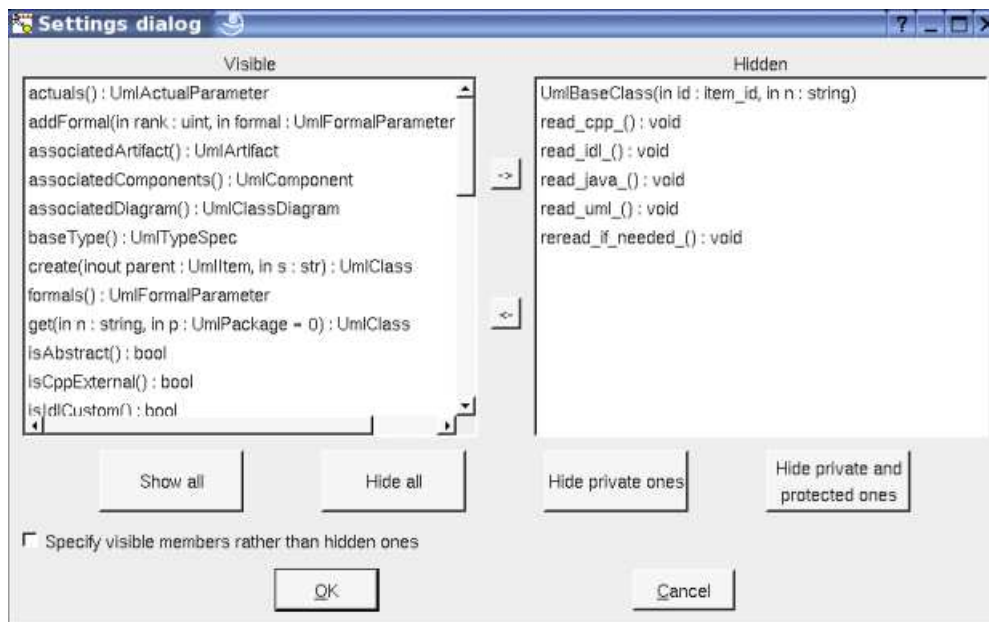 Settings dialog
?
Visible
Hidden
actuals() : UmlActualParameter
addFormal(in rank : uint, in formal : UmlFormalParameter
associatedArtifact() : UmlArtifact
associatedComponents() : UmlComponent
associatedDiagram() : UmlClassDiagram
baseType() : UmlTypeSpec
create(inout parent : UmlItem, in s : str) : UmlClass
formals() : UmlFormalParameter
get(in n : string, in p : UmlPackage = 0) : UmlClass
isAbstract() : bool
isCppExternal() : bool
isIdlCustom() : bool
->
<-
UmlBaseClass(in id : item_id, in n : string)
read_cpp_() : void
read_idl_() : void
read_java_() : void
read_uml_() : void
reread_if_needed_() : void
Show all
Hide all
Hide private ones
Hide private and
protected ones
Specify visible members rather than hidden ones
OK
Cancel